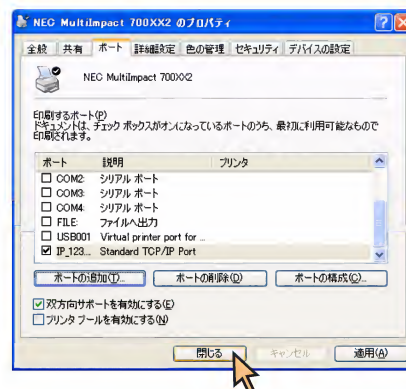 NEC MultiImpact 700XX2 のプロパティ
全般 共有 ポート 詳細設定 色の管理 セキュリティ デバイスの設定
NEC MultiImpact 700XX2
印刷するポート(P)
ドキュメントは、チェック ボックスがオンになっているポートのうち、最初に利用可能なもので
印刷されます。
ポート 説明 プリンタ
COM2: シリアル ポート
COM3: シリアル ポート
COM4: シリアル ポート
FILE: ファイルへ出力
USB001 Virtual printer port for ...
IP_123... Standard TCP/IP Port
ポートの追加(T)... ポートの削除(D) ポートの構成(C)...
双方向サポートを有効にする(E)
プリンタ プールを有効にする(N)
閉じる キャンセル 適用(A)